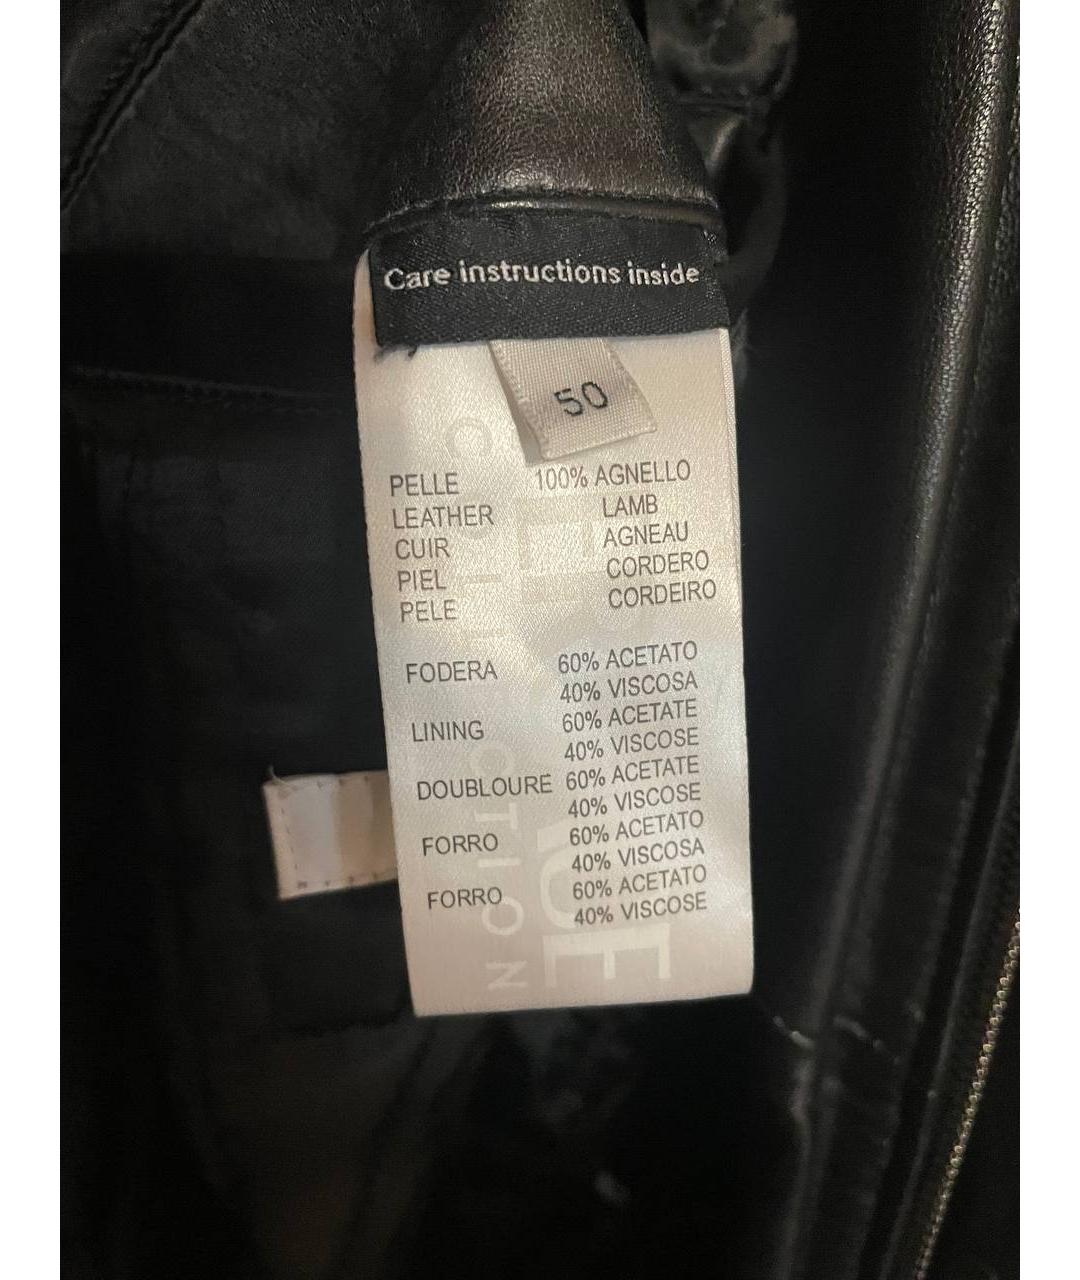 Care instructions inside
50
PELLE 100% AGNELLO
LEATHER LAMB
CUIR AGNEAU
PIEL CORDERO
PELE CORDEIRO
FODERA 60% ACETATO
40% VISCOSA
LINING 60% ACETATE
40% VISCOSE
DOUBLOURE 60% ACETATE
40% VISCOSE
FORRO 60% ACETATO
40% VISCOSA
FORRO 60% ACETATO
40% VISCOSE